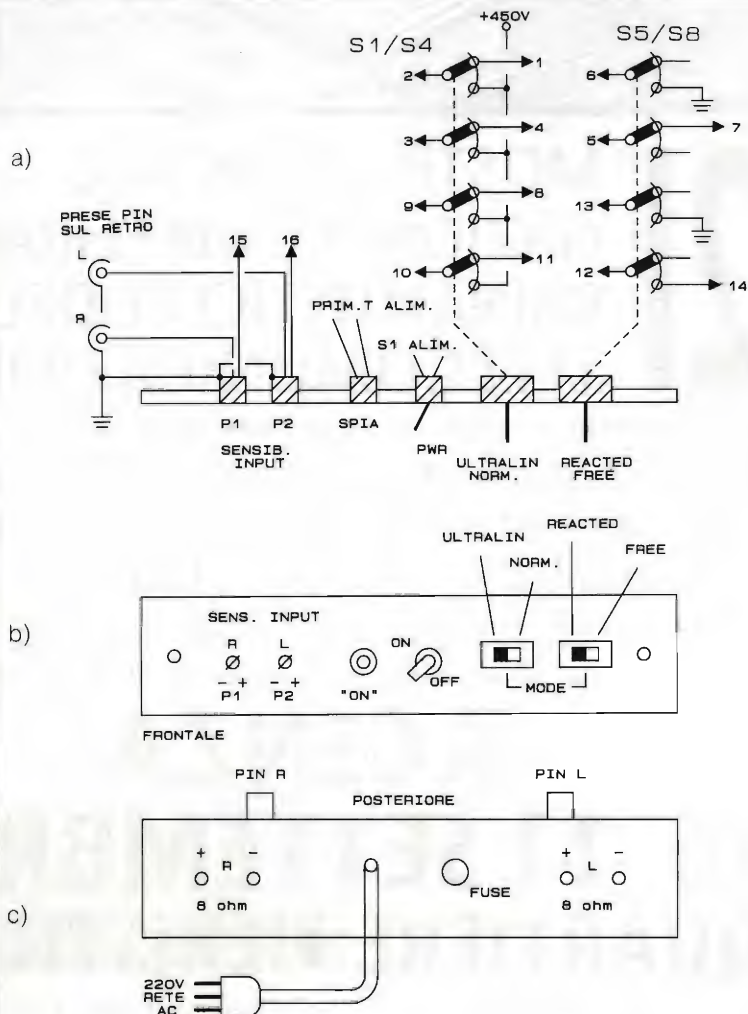 +450V
S1/S4
S5/S8
2
1
6
3
4
5
7
a)
9
8
13
PRESE PIN
SUL RETRO
L
15
16
10
11
12
14
R
PRIM.T ALIM.
S1 ALIM.
P1
P2
SPIA
SENSIB.
INPUT
PWR
ULTRALIN
NORM.
REACTED
FREE
ULTRALIN
REACTED
NORM.
FREE
b)
SENS. INPUT
R
L
ON
- +
- +
P1
P2
"ON"
OFF
MODE
FRONTALE
PIN R
POSTERIORE
PIN L
+
R
-
+
L
-
FUSE
8 ohm
8 ohm
c)
220V
RETE
AC